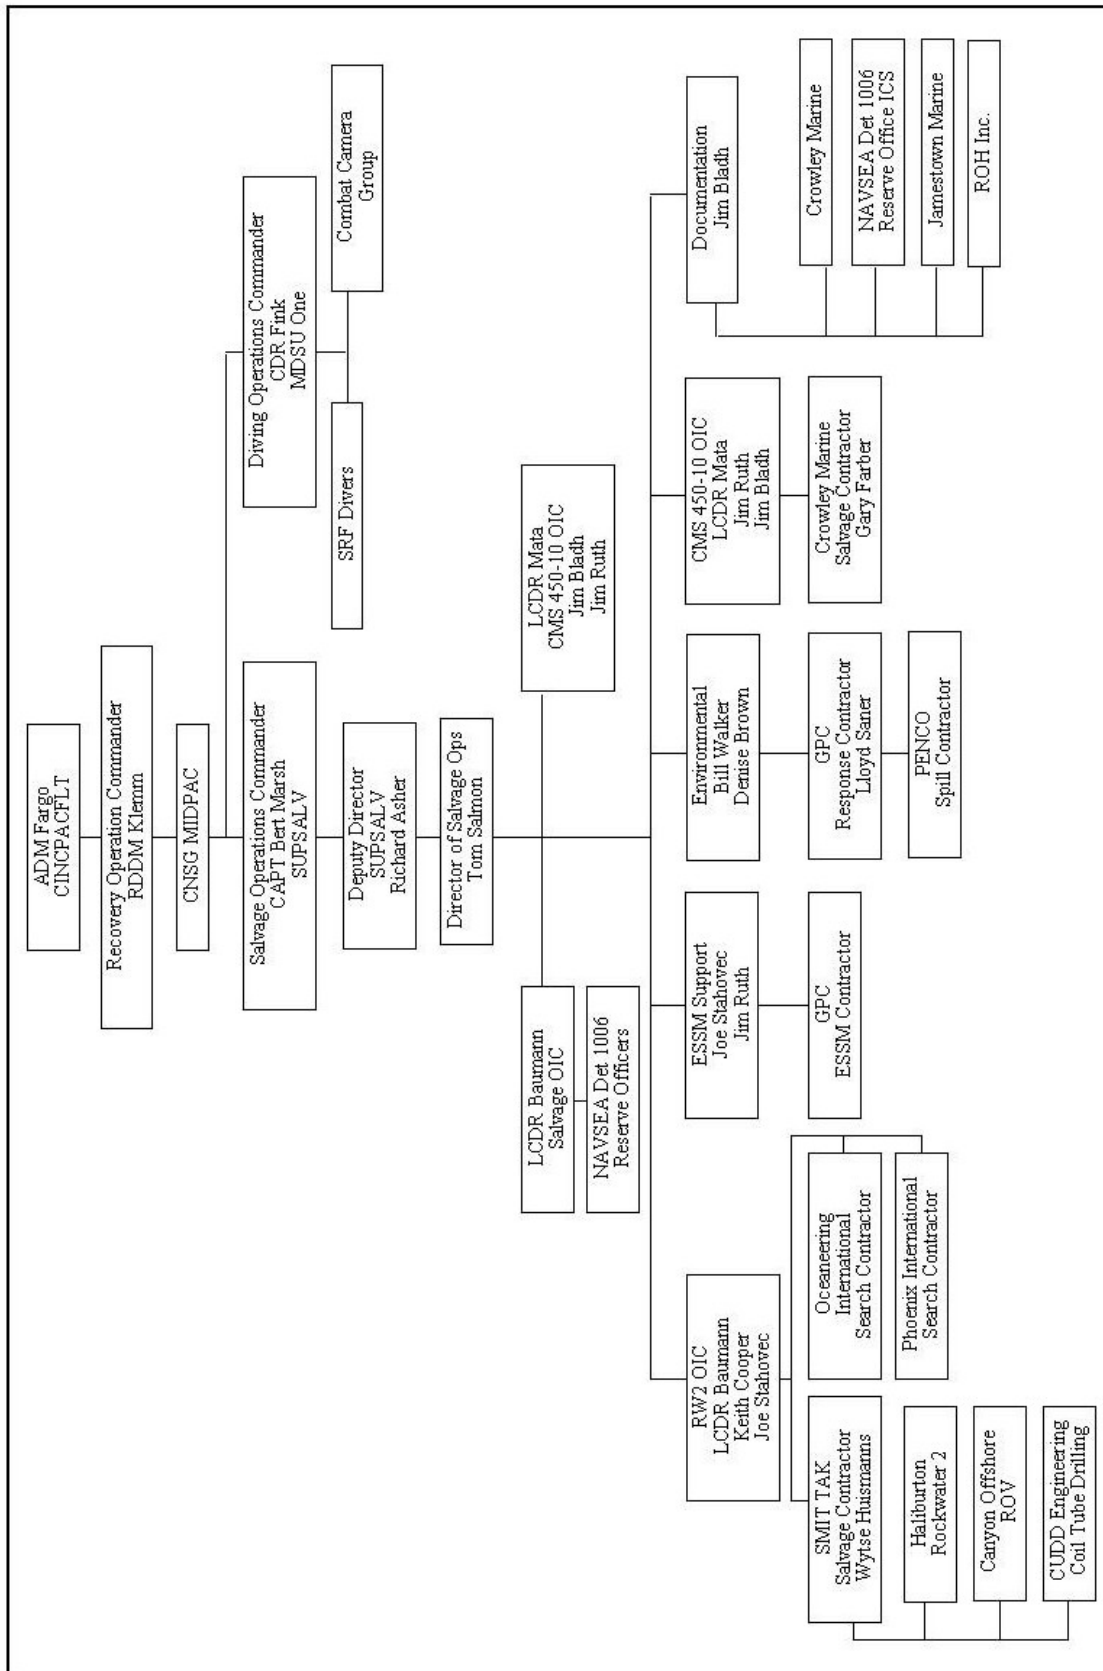 ADM Fargo
CINCPACFLT
Recovery Operation Commander
RDDM Klemm
CNSG MIDPAC
Salvage Operations Commander
CAPT Bert Marsh
SUPSALV
Diving Operations Commander
CDR Fink
MDSU One
SRF Divers
Combat Camera
Group
Deputy Director
SUPSALV
Richard Asher
Director of Salvage Ops
Tom Salmon
LCDR Baumann
Salvage OIC
NAVSEA Det 1006
Reserve Officers
LCDR Mata
CMS 450-10 OIC
Jim Bladh
Jim Ruth
RW2 OIC
LCDR Baumann
Keith Cooper
Joe Stahovec
ESSM Support
Joe Stahovec
Jim Ruth
Environmental
Bill Walker
Denise Brown
CMS 450-10 OIC
LCDR Mata
Jim Ruth
Jim Bladh
Documentation
Jim Bladh
SMIT TAK
Salvage Contractor
Wytse Huismanns
Haliburton
Rockwater 2
Canyon Offshore
ROV
CUDD Engineering
Coil Tube Drilling
Oceaneering
International
Search Contractor
Phoenix International
Search Contractor
GPC
ESSM Contractor
GPC
Response Contractor
Lloyd Saner
PENCO
Spill Contractor
Crowley Marine
Salvage Contractor
Gary Farber
Crowley Marine
NAVSEA Det 1006
Reserve Office ICS
Jamestown Marine
ROH Inc.